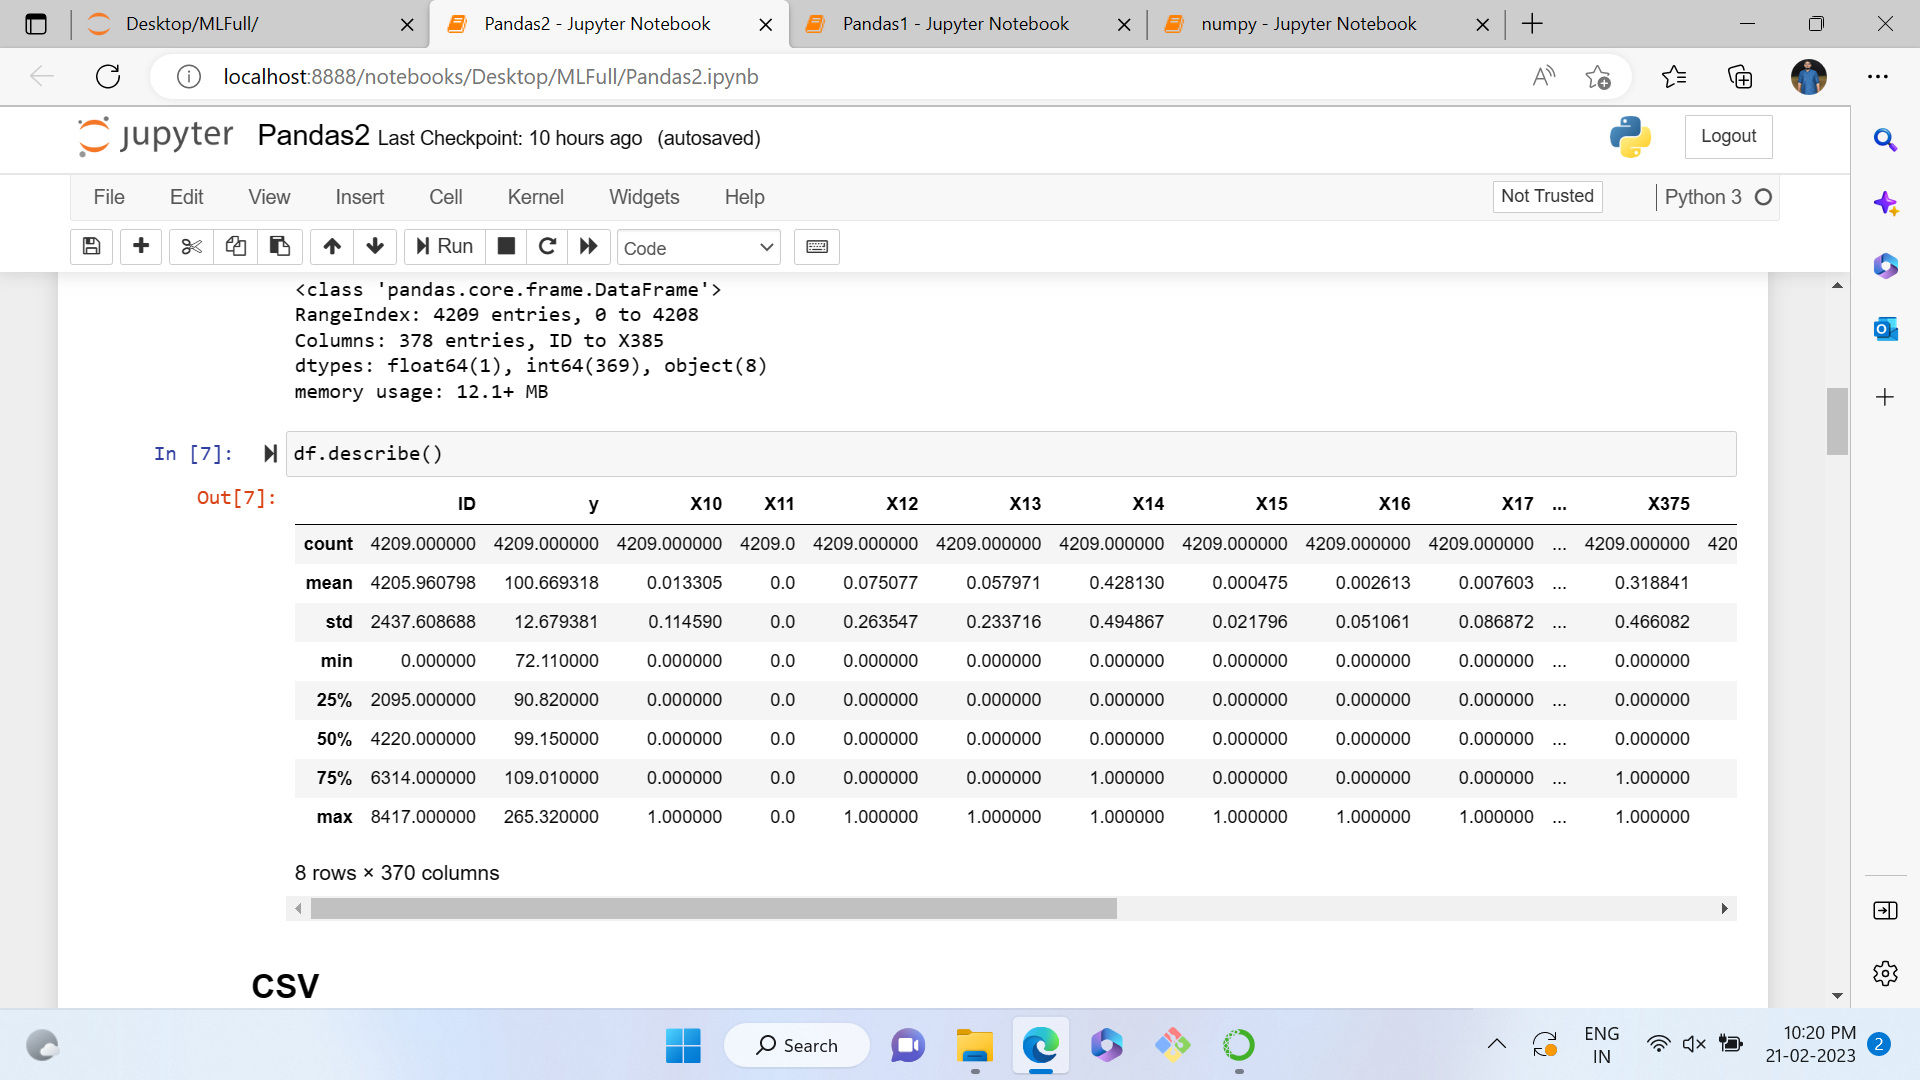 Desktop/MLFull/
Pandas2 - Jupyter Notebook
Pandas1 - Jupyter Notebook
numpy - Jupyter Notebook
localhost:8888/notebooks/Desktop/MLFull/Pandas2.ipynb
jupyter Pandas2 Last Checkpoint: 10 hours ago (autosaved)
Logout
File Edit View Insert Cell Kernel Widgets Help
Not Trusted
Python 3
Run
Code
<class 'pandas.core.frame.DataFrame'>
RangeIndex: 4209 entries, 0 to 4208
Columns: 378 entries, ID to X385
dtypes: float64(1), int64(369), object(8)
memory usage: 12.1+ MB
In [7]: df.describe()
Out[7]:
ID y X10 X11 X12 X13 X14 X15 X16 X17 ... X375
count 4209.000000 4209.000000 4209.000000 4209.0 4209.000000 4209.000000 4209.000000 4209.000000 4209.000000 4209.000000 ... 4209.000000 420
mean 4205.960798 100.669318 0.013305 0.0 0.075077 0.057971 0.428130 0.000475 0.002613 0.007603 ... 0.318841
std 2437.608688 12.679381 0.114590 0.0 0.263547 0.233716 0.494867 0.021796 0.051061 0.086872 ... 0.466082
min 0.000000 72.110000 0.000000 0.0 0.000000 0.000000 0.000000 0.000000 0.000000 0.000000 ... 0.000000
25% 2095.000000 90.820000 0.000000 0.0 0.000000 0.000000 0.000000 0.000000 0.000000 0.000000 ... 0.000000
50% 4220.000000 99.150000 0.000000 0.0 0.000000 0.000000 0.000000 0.000000 0.000000 0.000000 ... 0.000000
75% 6314.000000 109.010000 0.000000 0.0 0.000000 0.000000 1.000000 0.000000 0.000000 0.000000 ... 1.000000
max 8417.000000 265.320000 1.000000 0.0 1.000000 1.000000 1.000000 1.000000 1.000000 1.000000 ... 1.000000
8 rows × 370 columns
CSV
Search
ENG
IN
10:20 PM
21-02-2023
2